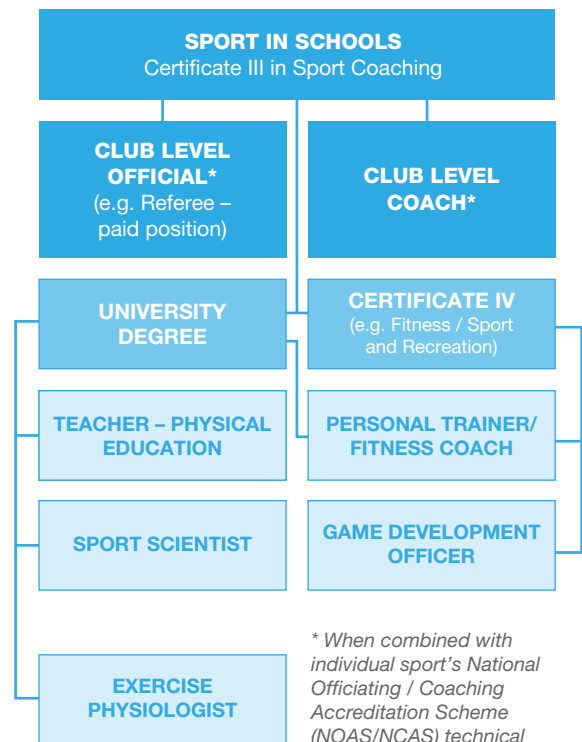 SPORT IN SCHOOLS
Certificate III in Sport Coaching
CLUB LEVEL
OFFICIAL*
(e.g. Referee –
paid position)
CLUB LEVEL
COACH*
UNIVERSITY
DEGREE
CERTIFICATE IV
(e.g. Fitness / Sport
and Recreation)
TEACHER – PHYSICAL
EDUCATION
PERSONAL TRAINER/
FITNESS COACH
SPORT SCIENTIST
GAME DEVELOPMENT
OFFICER
EXERCISE
PHYSIOLOGIST
* When combined with
individual sport's National
Officiating / Coaching
Accreditation Scheme
(NOAS/NCAS) technical